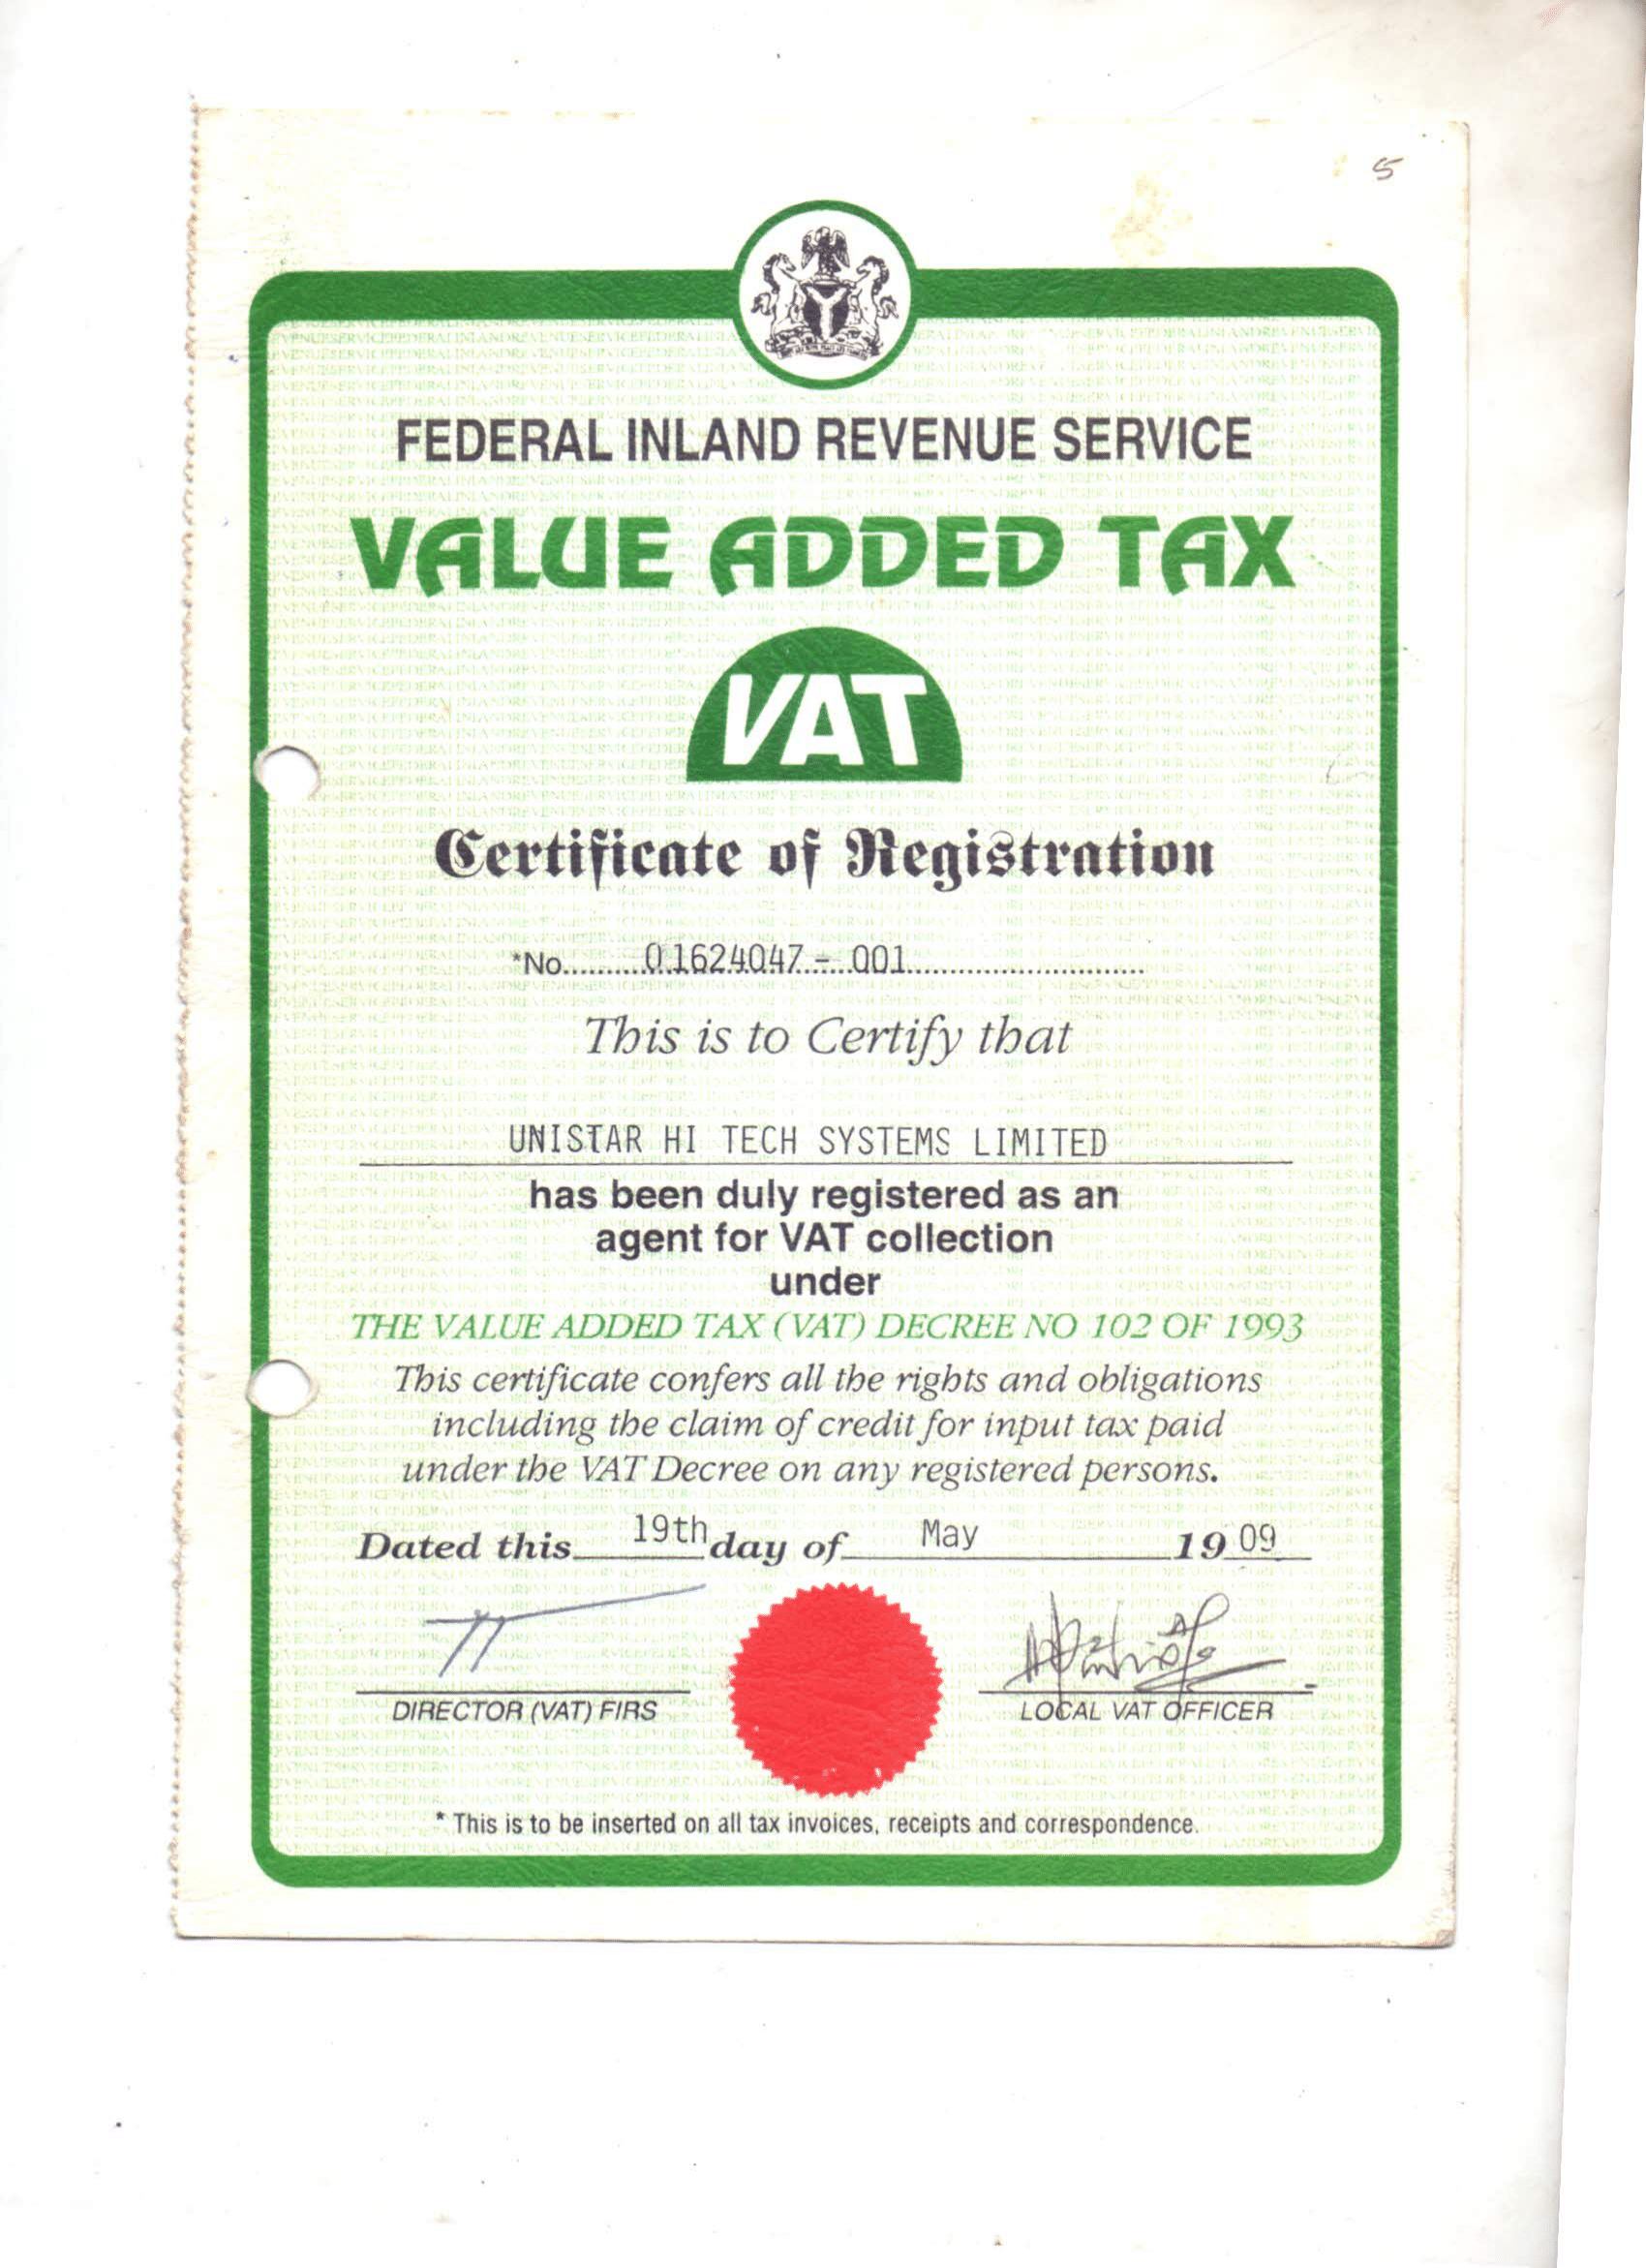 5
FEDERAL INLAND REVENUE SERVICE
VALUE ADDED TAX
VAT
Certificate of Registration
*No..........01624047 - 001..............................
This is to Certify that
UNISTAR HI TECH SYSTEMS LIMITED
has been duly registered as an
agent for VAT collection
under
THE VALUE ADDED TAX (VAT) DECREE NO 102 OF 1993
This certificate confers all the rights and obligations
including the claim of credit for input tax paid
under the VAT Decree on any registered persons.
Dated this 19th day of May 19 09
DIRECTOR (VAT) FIRS LOCAL VAT OFFICER
* This is to be inserted on all tax invoices, receipts and correspondence.